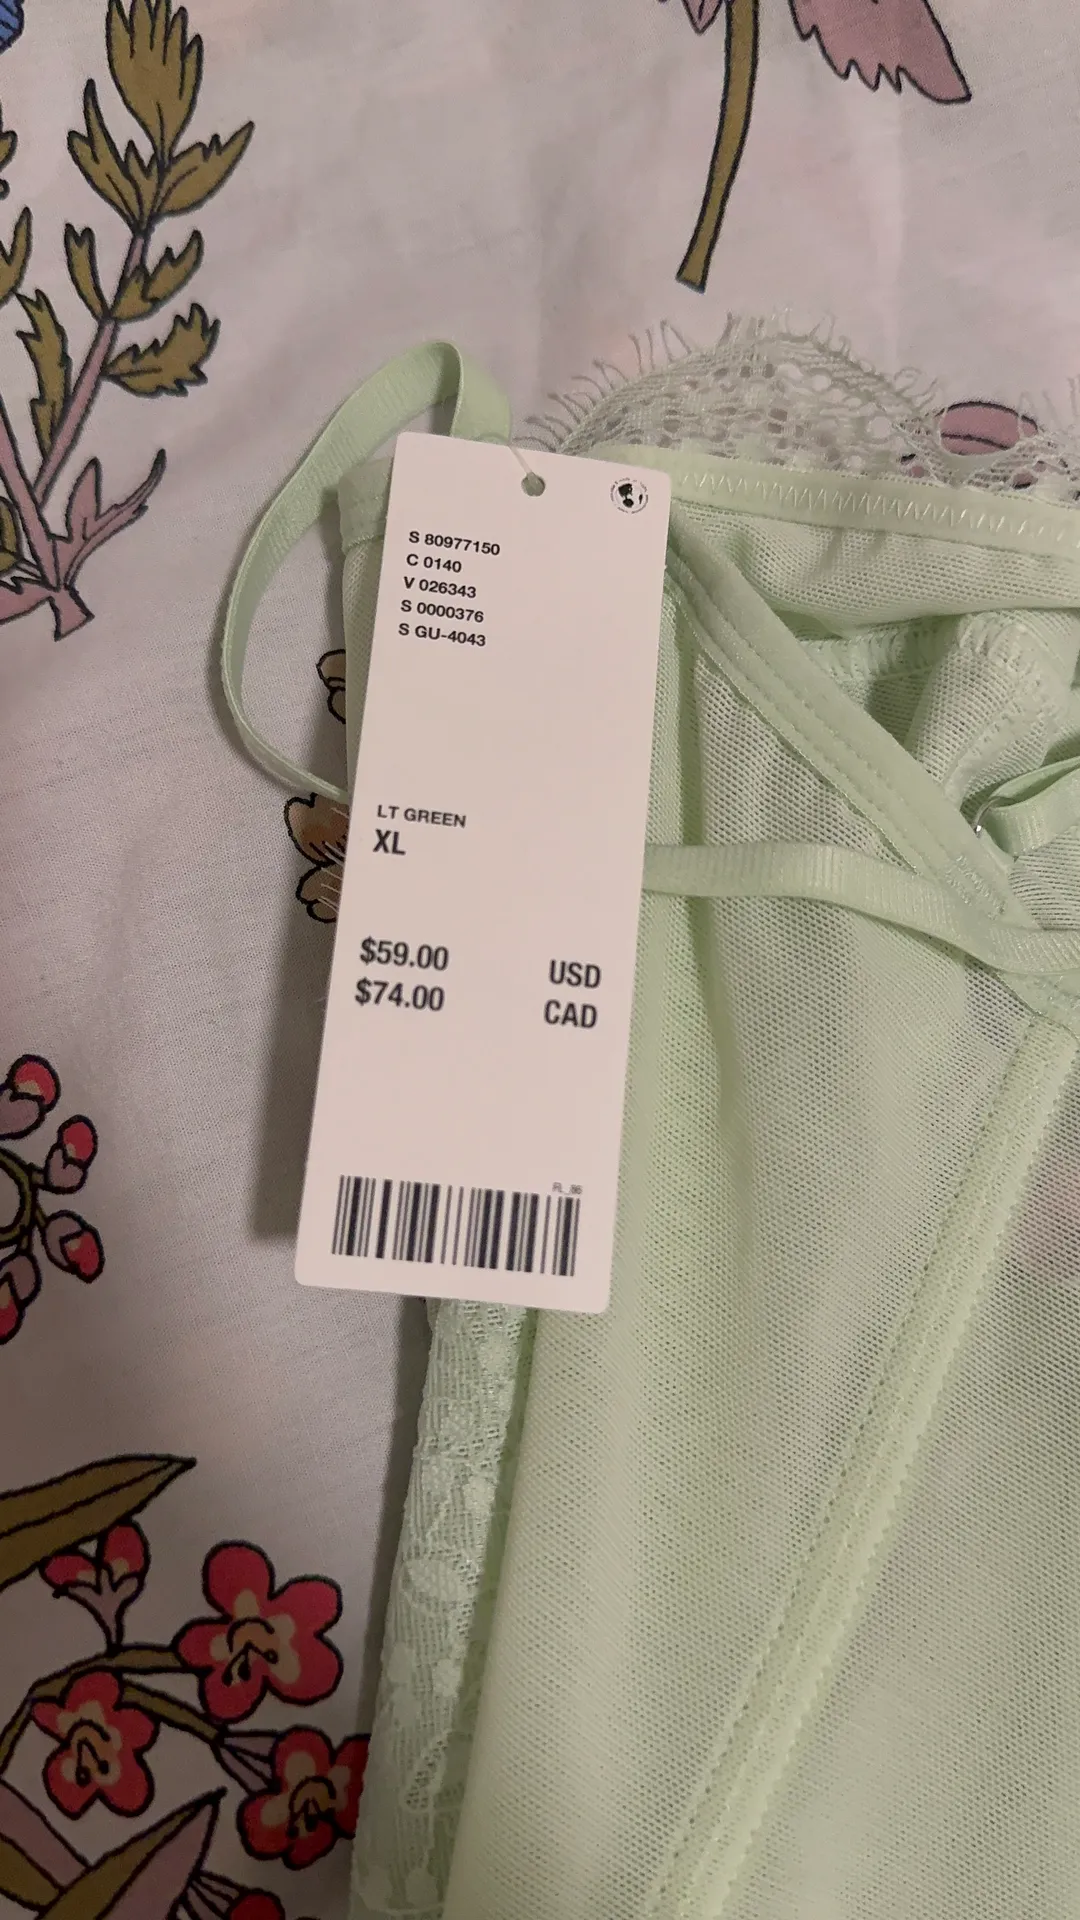 S 80977150
C 0140
V 026343
S 0000376
S GU-4043
LT GREEN
XL
$59.00 USD
$74.00 CAD